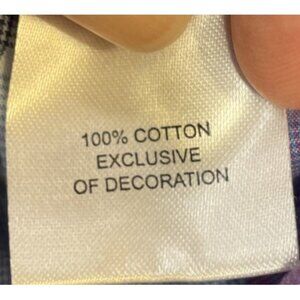 100% COTTON
EXCLUSIVE
OF DECORATION